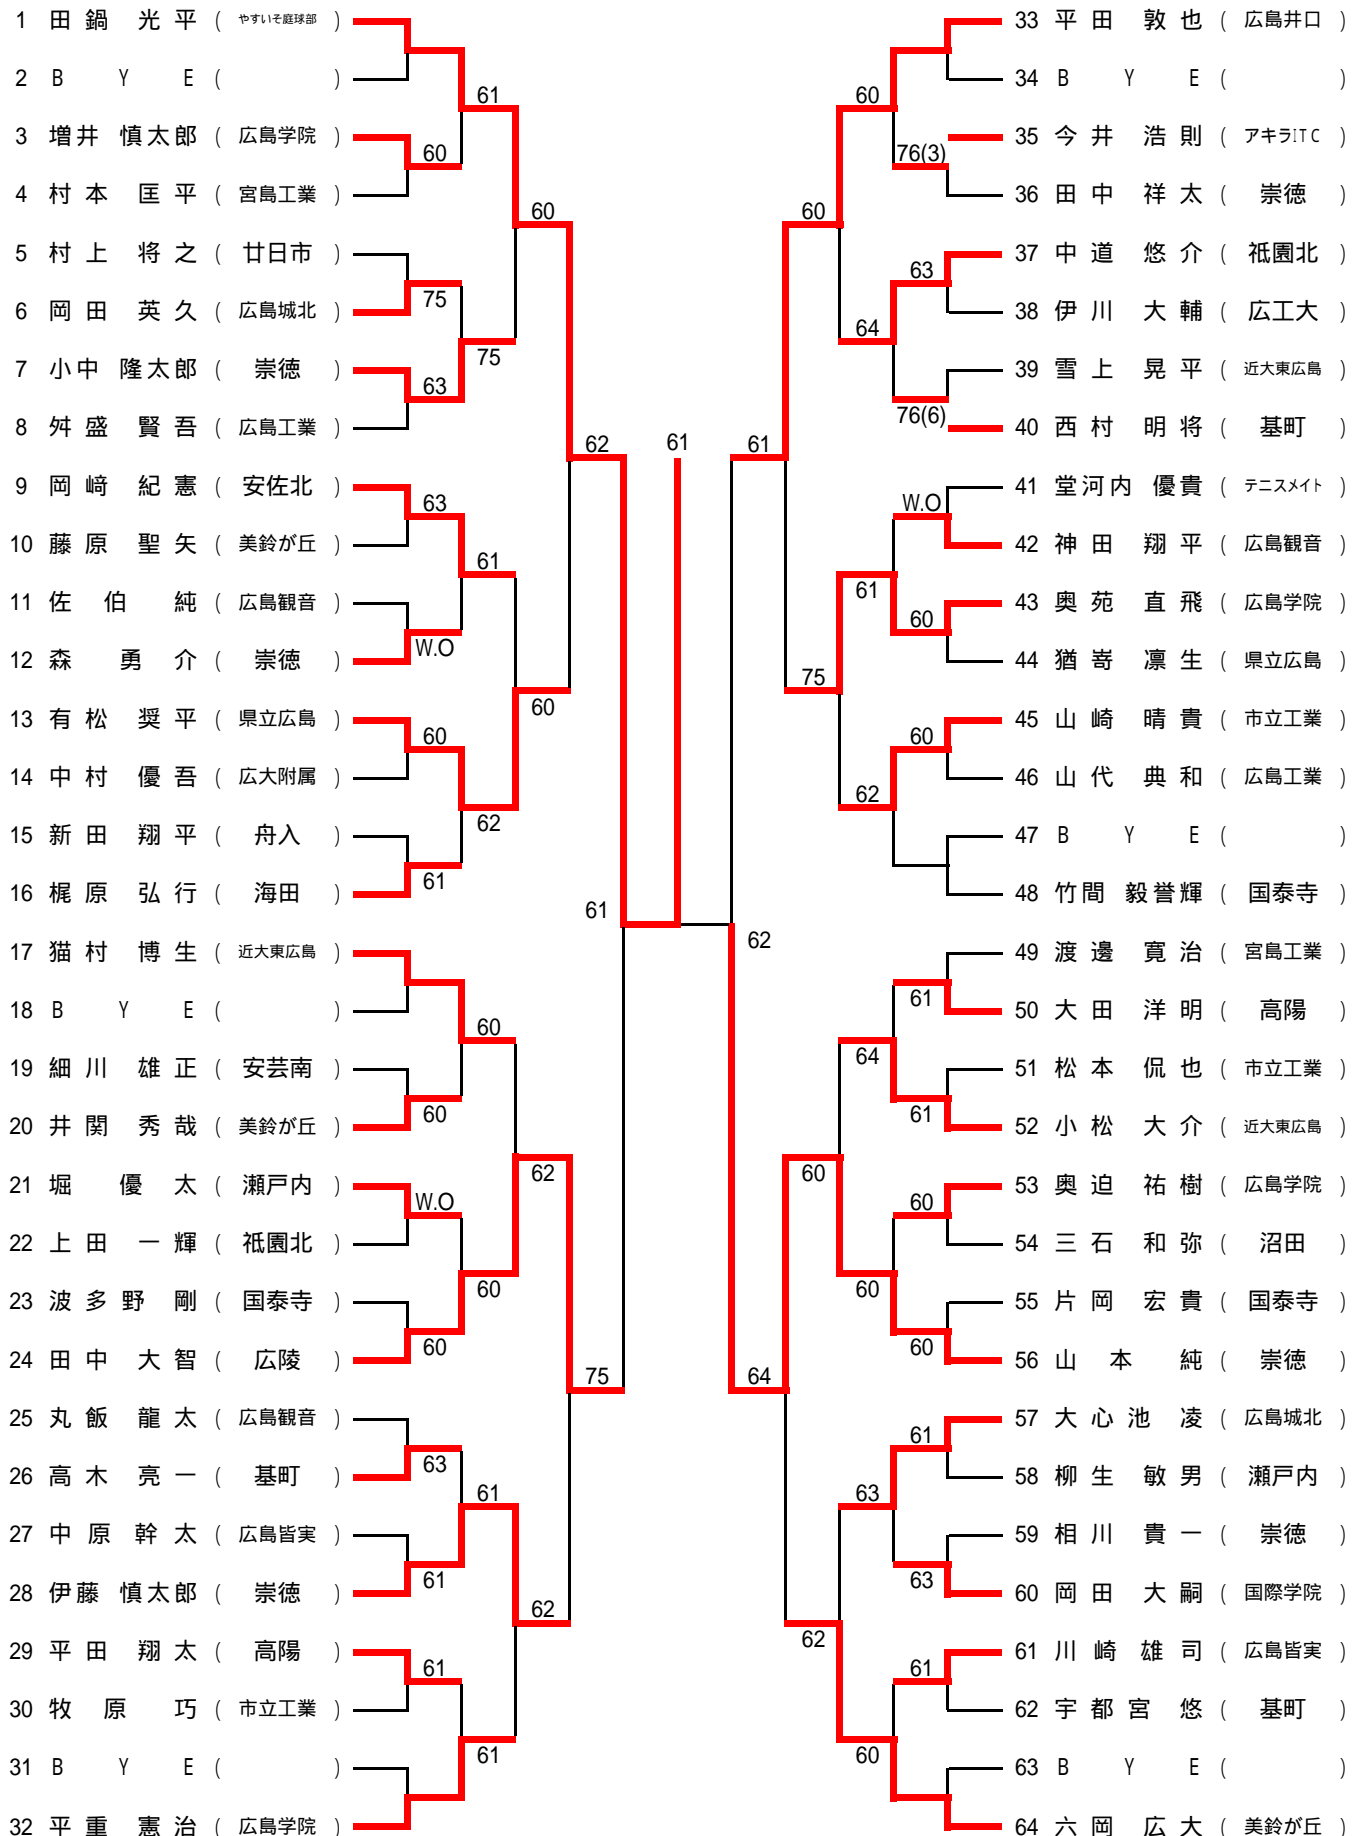 1 田鍋 光平 ( やすいそ庭球部 )
2 B Y E ( )
61
3 増井 慎太郎 ( 広島学院 )
60
4 村本 匡平 ( 宮島工業 )
60
5 村上 将之 ( 廿日市 )
75
6 岡田 英久 ( 広島城北 )
75
7 小中 隆太郎 ( 崇徳 )
63
8 舛盛 賢吾 ( 広島工業 )
62
9 岡﨑 紀憲 ( 安佐北 )
63
10 藤原 聖矢 ( 美鈴が丘 )
61
11 佐伯 純 ( 広島観音 )
W.O
12 森 勇介 ( 崇徳 )
60
13 有松 奨平 ( 県立広島 )
60
14 中村 優吾 ( 広大附属 )
62
15 新田 翔平 ( 舟入 )
61
16 梶原 弘行 ( 海田 )
61
17 猫村 博生 ( 近大東広島 )
18 B Y E ( )
60
19 細川 雄正 ( 安芸南 )
60
20 井関 秀哉 ( 美鈴が丘 )
62
21 堀 優太 ( 瀬戸内 )
W.O
22 上田 一輝 ( 祗園北 )
60
23 波多野 剛 ( 国泰寺 )
60
24 田中 大智 ( 広陵 )
75
25 丸飯 龍太 ( 広島観音 )
63
26 高木 亮一 ( 基町 )
61
27 中原 幹太 ( 広島皆実 )
61
28 伊藤 慎太郎 ( 崇徳 )
62
29 平田 翔太 ( 高陽 )
61
30 牧原 巧 ( 市立工業 )
61
31 B Y E ( )
32 平重 憲治 ( 広島学院 )
61
33 平田 敦也 ( 広島井口 )
34 B Y E ( )
60
35 今井 浩則 ( アキラITC )
76(3)
36 田中 祥太 ( 崇徳 )
60
37 中道 悠介 ( 祗園北 )
63
38 伊川 大輔 ( 広工大 )
64
39 雪上 晃平 ( 近大東広島 )
76(6)
40 西村 明将 ( 基町 )
61
41 堂河内 優貴 ( テニスメイト )
W.O
42 神田 翔平 ( 広島観音 )
61
43 奥苑 直飛 ( 広島学院 )
60
44 猶嵜 凛生 ( 県立広島 )
75
45 山崎 晴貴 ( 市立工業 )
60
46 山代 典和 ( 広島工業 )
62
47 B Y E ( )
48 竹間 毅誉輝 ( 国泰寺 )
62
49 渡邊 寛治 ( 宮島工業 )
61
50 大田 洋明 ( 高陽 )
64
51 松本 侃也 ( 市立工業 )
61
52 小松 大介 ( 近大東広島 )
60
53 奥迫 祐樹 ( 広島学院 )
60
54 三石 和弥 ( 沼田 )
60
55 片岡 宏貴 ( 国泰寺 )
60
56 山本 純 ( 崇徳 )
64
57 大心池 凌 ( 広島城北 )
61
58 柳生 敏男 ( 瀬戸内 )
63
59 相川 貴一 ( 崇徳 )
63
60 岡田 大嗣 ( 国際学院 )
62
61 川崎 雄司 ( 広島皆実 )
61
62 宇都宮 悠 ( 基町 )
60
63 B Y E ( )
64 六岡 広大 ( 美鈴が丘 )